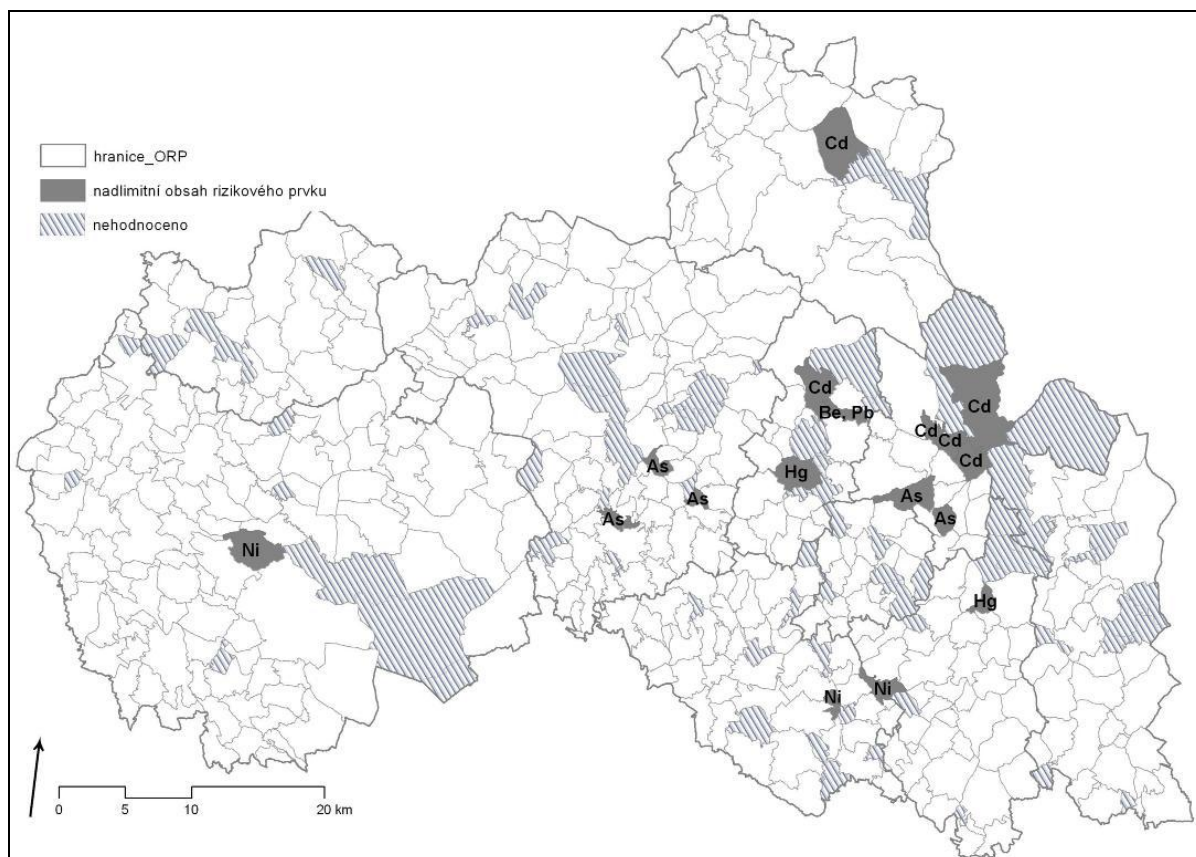 hranice_ORP
nadlimitní obsah rizikového prvku
nehodnoceno
Cd
Cd
Be, Pb
Cd
Cd
Cd
Cd
As
Hg
As
As
As
As
Ni
Hg
Ni
Ni
0 5 10 20 km